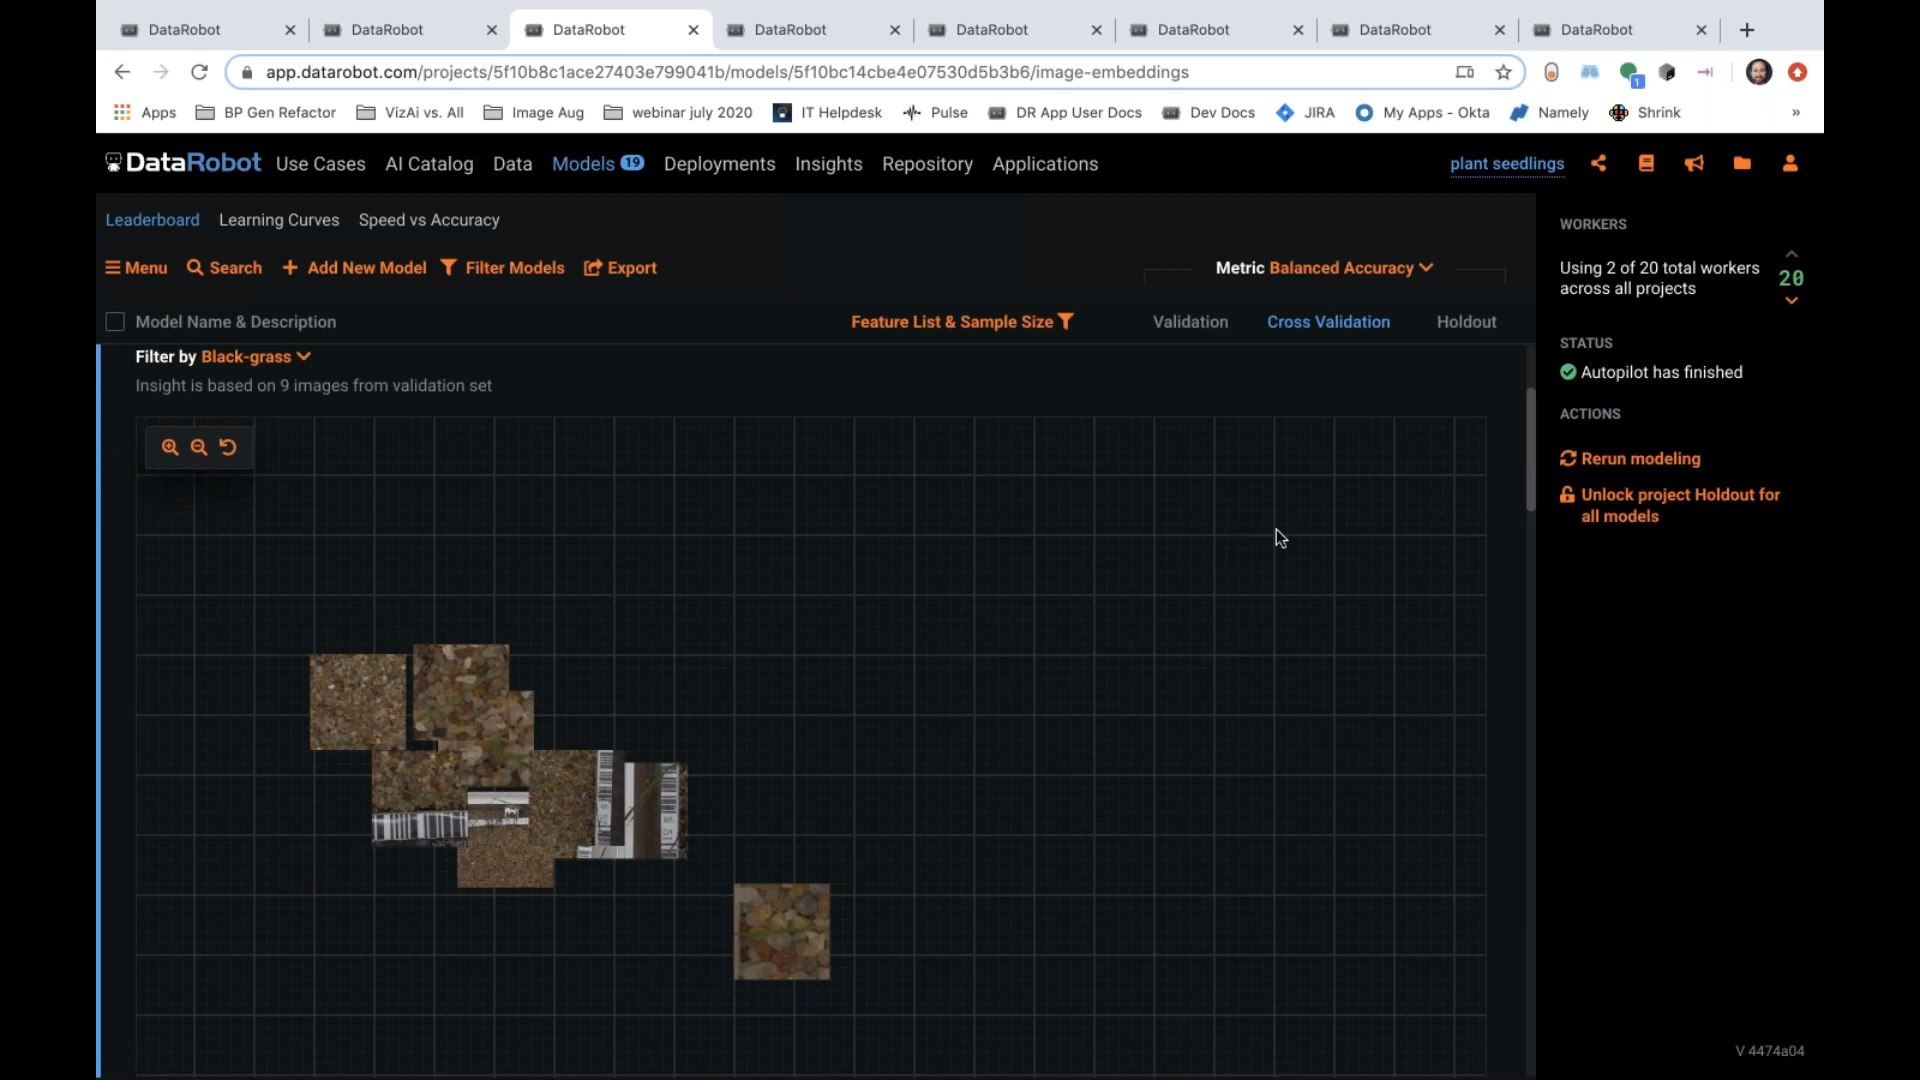 DataRobot DataRobot DataRobot DataRobot DataRobot DataRobot DataRobot DataRobot
app.datarobot.com/projects/5f10b8c1ace27403e799041b/models/5f10bc14cbe4e07530d5b3b6/image-embeddings
1
Apps BP Gen Refactor VizAi vs. All Image Aug webinar july 2020 IT Helpdesk Pulse DR App User Docs Dev Docs JIRA My Apps - Okta Namely Shrink »
DataRobot Use Cases AI Catalog Data Models 19 Deployments Insights Repository Applications plant seedlings
Leaderboard Learning Curves Speed vs Accuracy
Menu Search Add New Model Filter Models Export Metric Balanced Accuracy
Model Name & Description Feature List & Sample Size Validation Cross Validation Holdout
Filter by Black-grass
Insight is based on 9 images from validation set
WORKERS
Using 2 of 20 total workers
across all projects
20
STATUS
Autopilot has finished
ACTIONS
Rerun modeling
Unlock project Holdout for
all models
V 4474a04